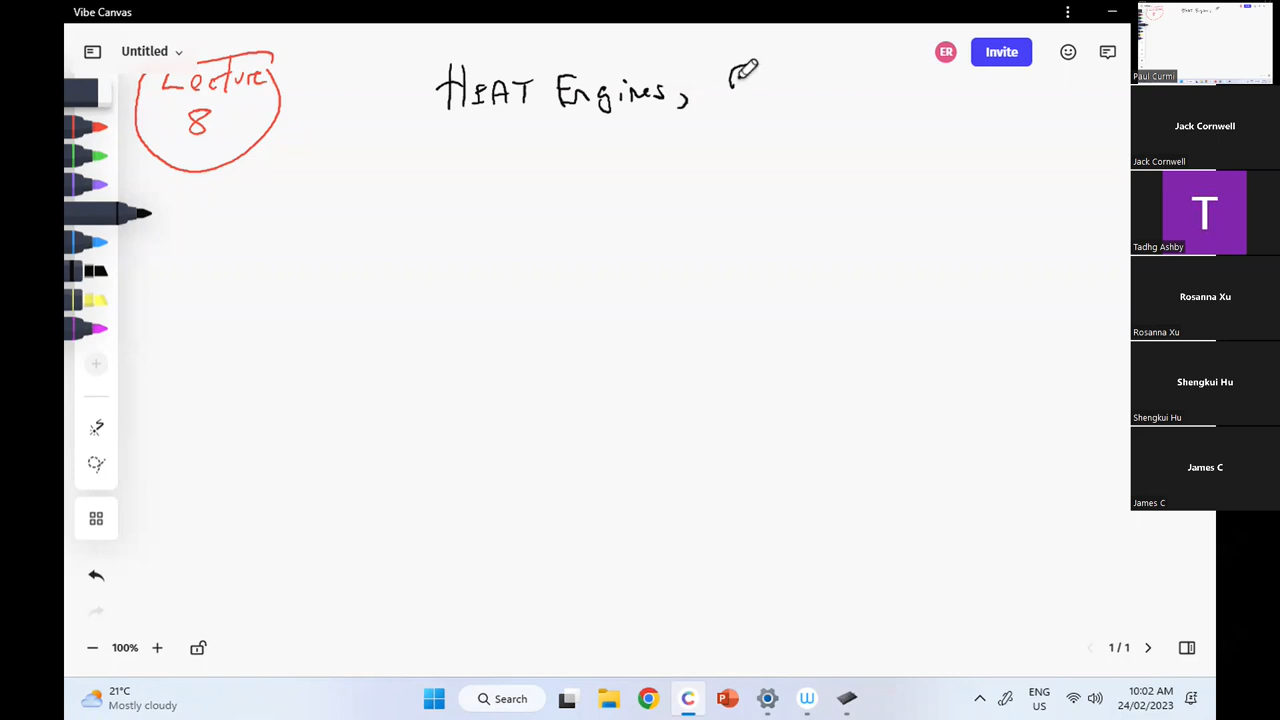 Vibe Canvas
Untitled
ER
Invite
Lecture
8
HEAT Engines,
Paul Curmi
Jack Cornwell
Jack Cornwell
T
Tadhg Ashby
Rosanna Xu
Rosanna Xu
Shengkui Hu
Shengkui Hu
James C
James C
100%
1 / 1
21°C
Mostly cloudy
Search
ENG
US
10:02 AM
24/02/2023